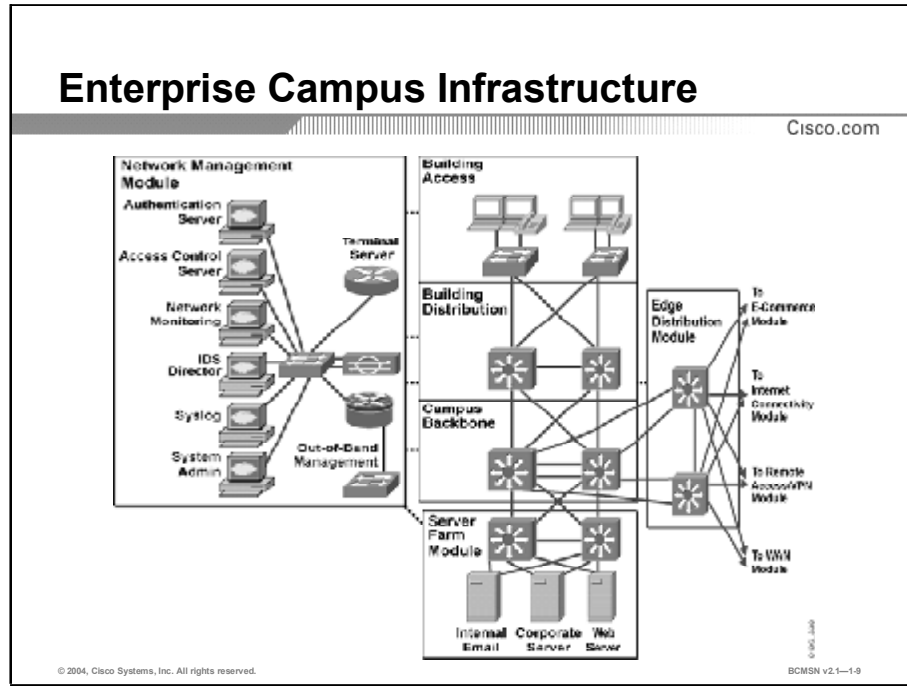 Enterprise Campus Infrastructure
Cisco.com
Network Management
Module
Authentication
Server
Access Control
Server
Network
Monitoring
IDS
Director
Syslog
System
Admin
Terminal
Server
Out-of-Band
Management
Building
Access
Building
Distribution
Campus
Backbone
Server
Farm
Module
Internal
Email
Corporate
Server
Web
Server
Edge
Distribution
Module
To
E-Commerce
Module
To
Internet
Connectivity
Module
To Remote
Access/VPN
Module
To WAN
Module
© 2004, Cisco Systems, Inc. All rights reserved.
BCMSN v2.1—1-9